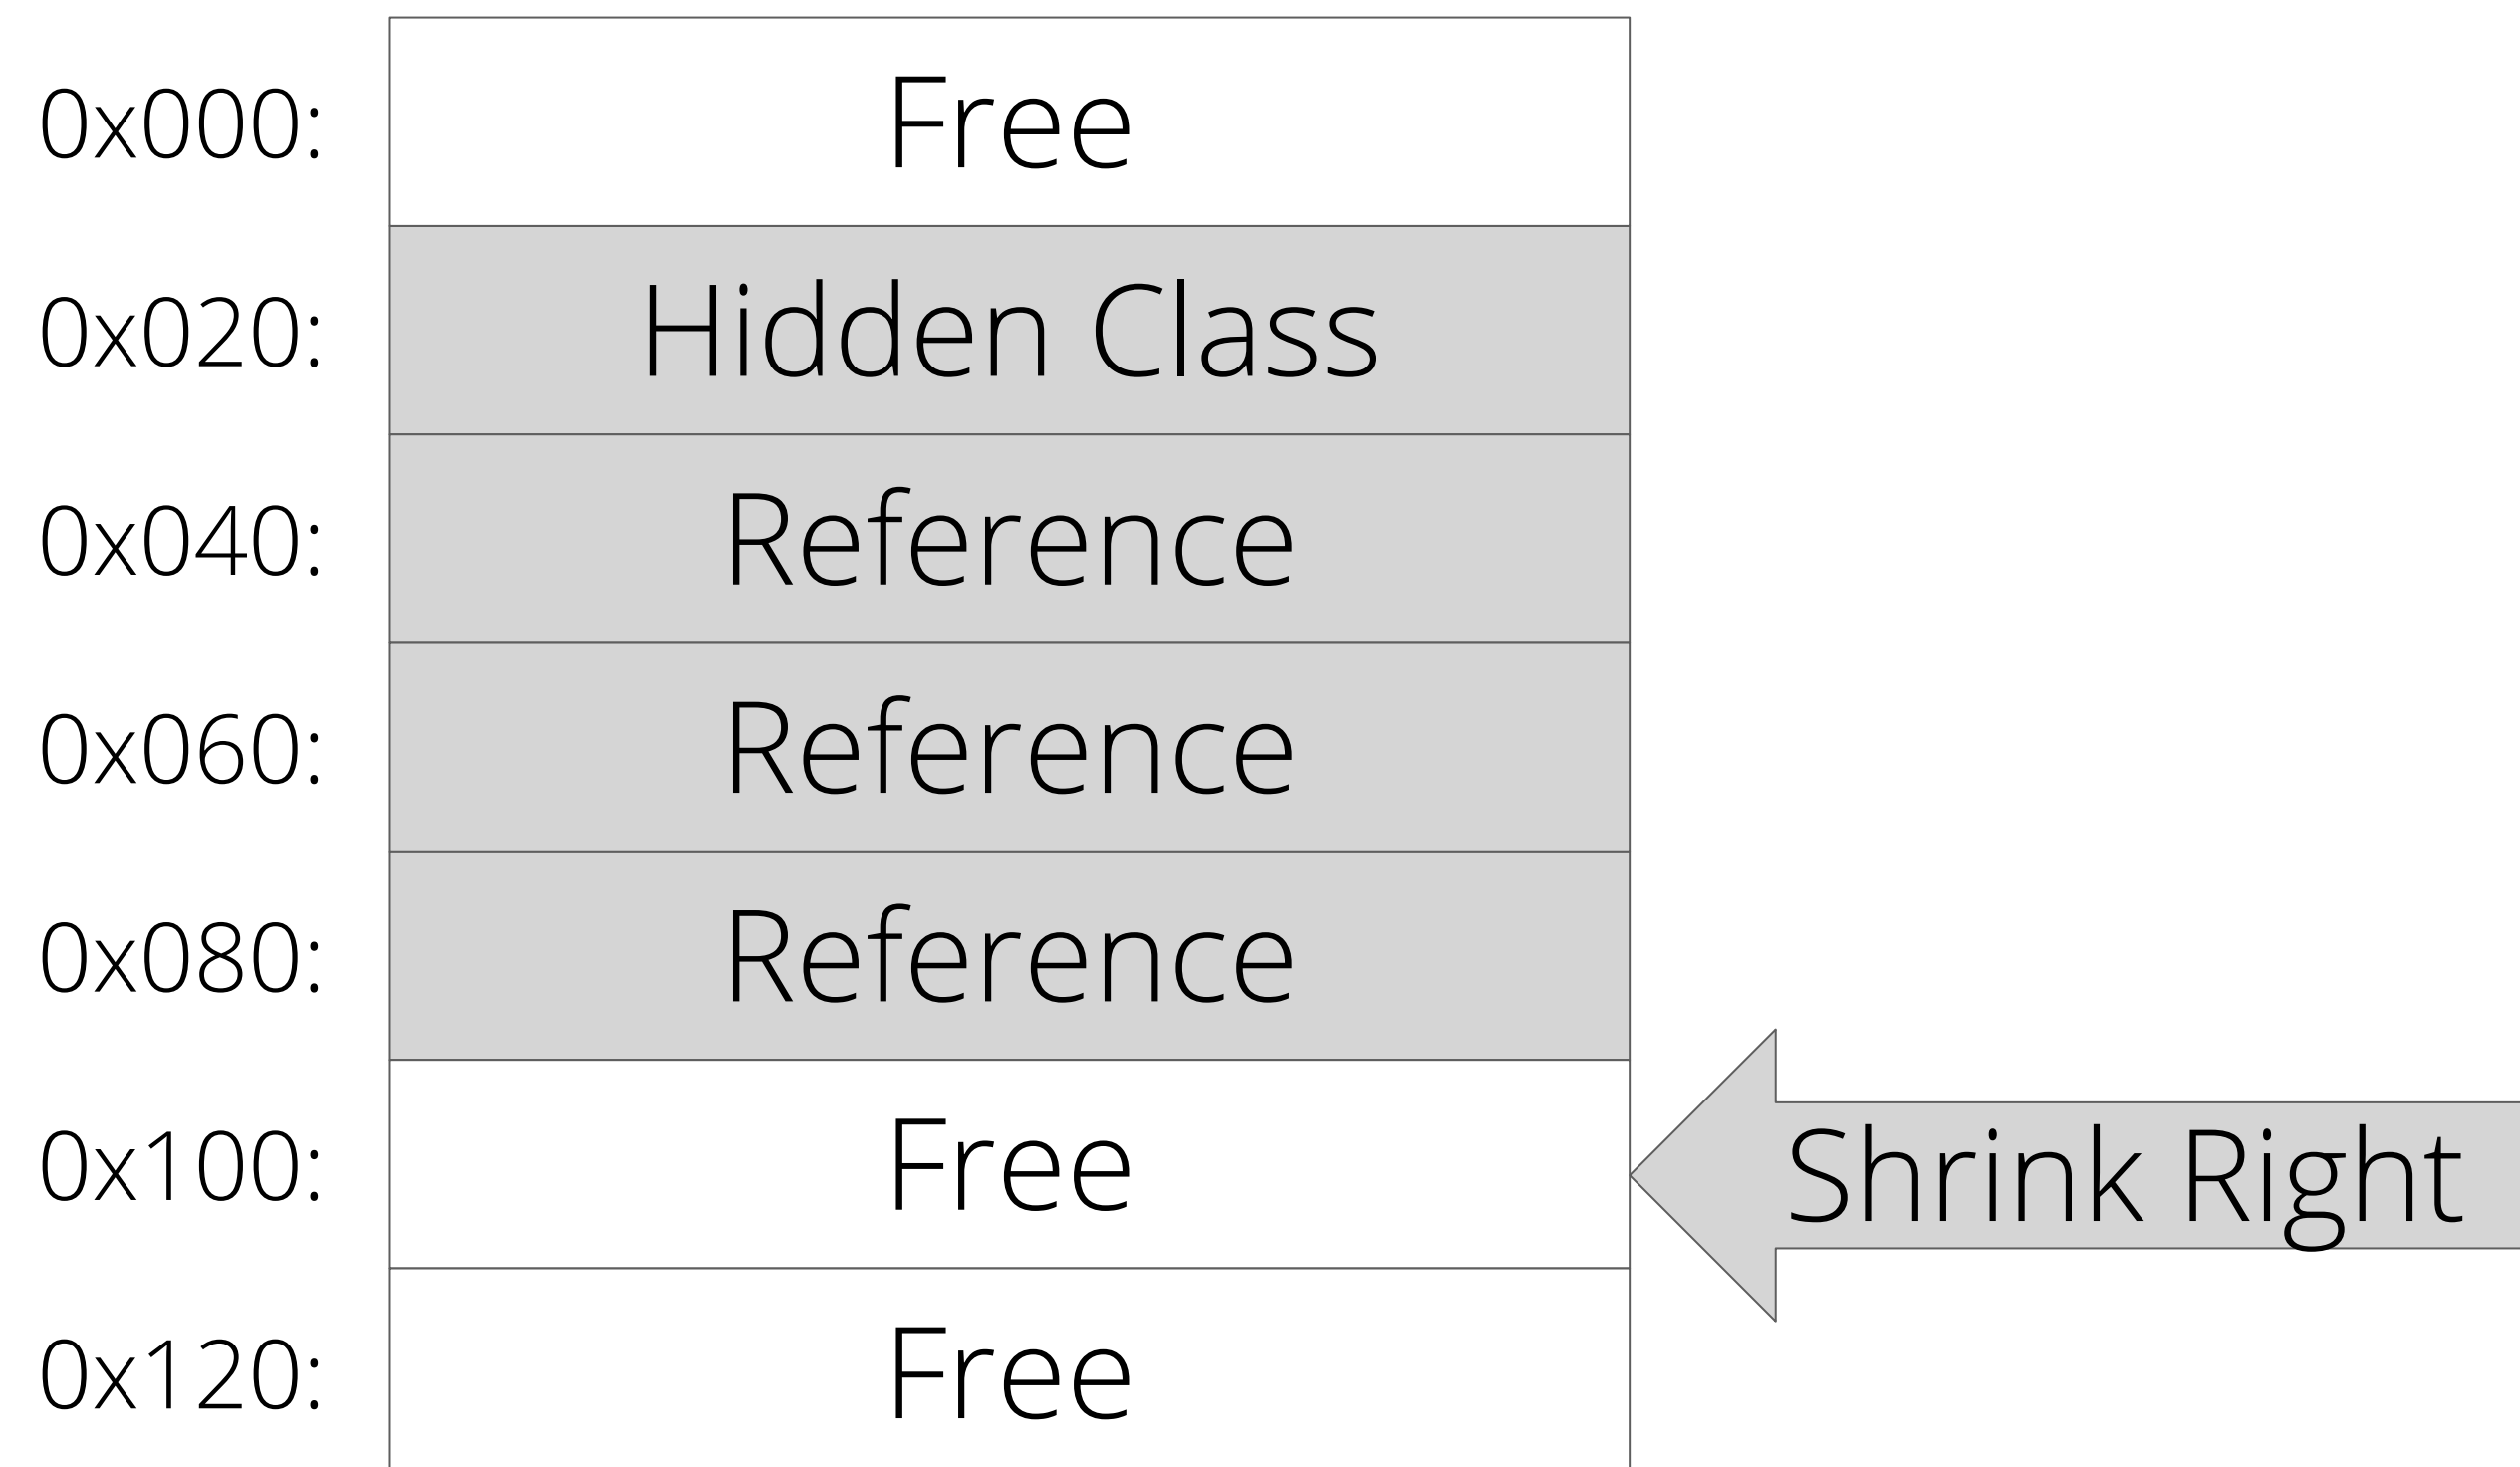 0x000: Free
0x020: Hidden Class
0x040: Reference
0x060: Reference
0x080: Reference
0x100: Free Shrink Right
0x120: Free